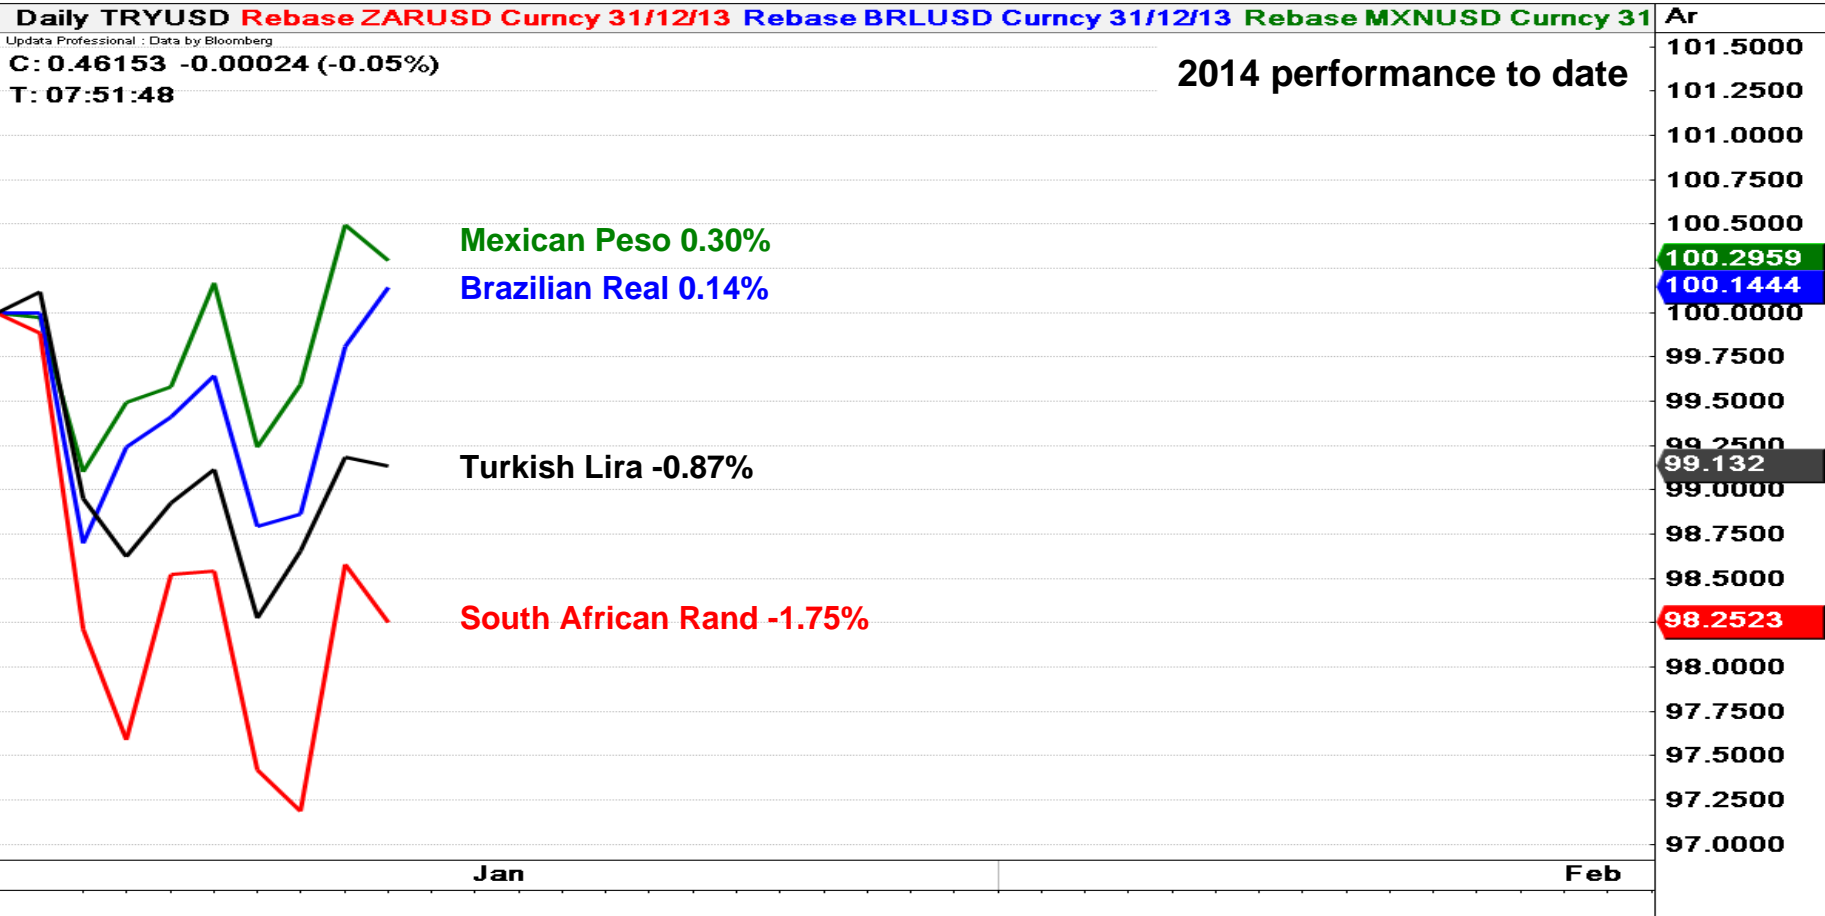 Daily TRYUSD Rebase ZARUSD Curncy 31/12/13 Rebase BRLUSD Curncy 31/12/13 Rebase MXNUSD Curncy 31
Ar
Updata Professional : Data by Bloomberg
C: 0.46153 -0.00024 (-0.05%)
T: 07:51:48
2014 performance to date
Mexican Peso 0.30%
Brazilian Real 0.14%
Turkish Lira -0.87%
South African Rand -1.75%
101.5000
101.2500
101.0000
100.7500
100.5000
100.2959
100.1444
100.0000
99.7500
99.5000
99.2500
99.132
99.0000
98.7500
98.5000
98.2523
98.0000
97.7500
97.5000
97.2500
97.0000
Jan
Feb